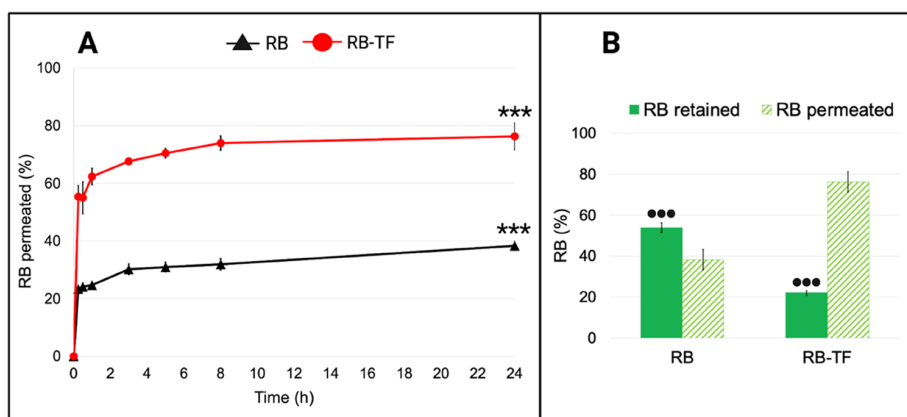 A
RB RB-TF
RB permeated (%)
100
80
60
40
20
0
***
***
0 2 4 6 8 10 12 14 16 18 20 22 24
Time (h)
B
RB retained RB permeated
RB (%)
100
80
60
40
20
0
●●●
●●●
RB RB-TF